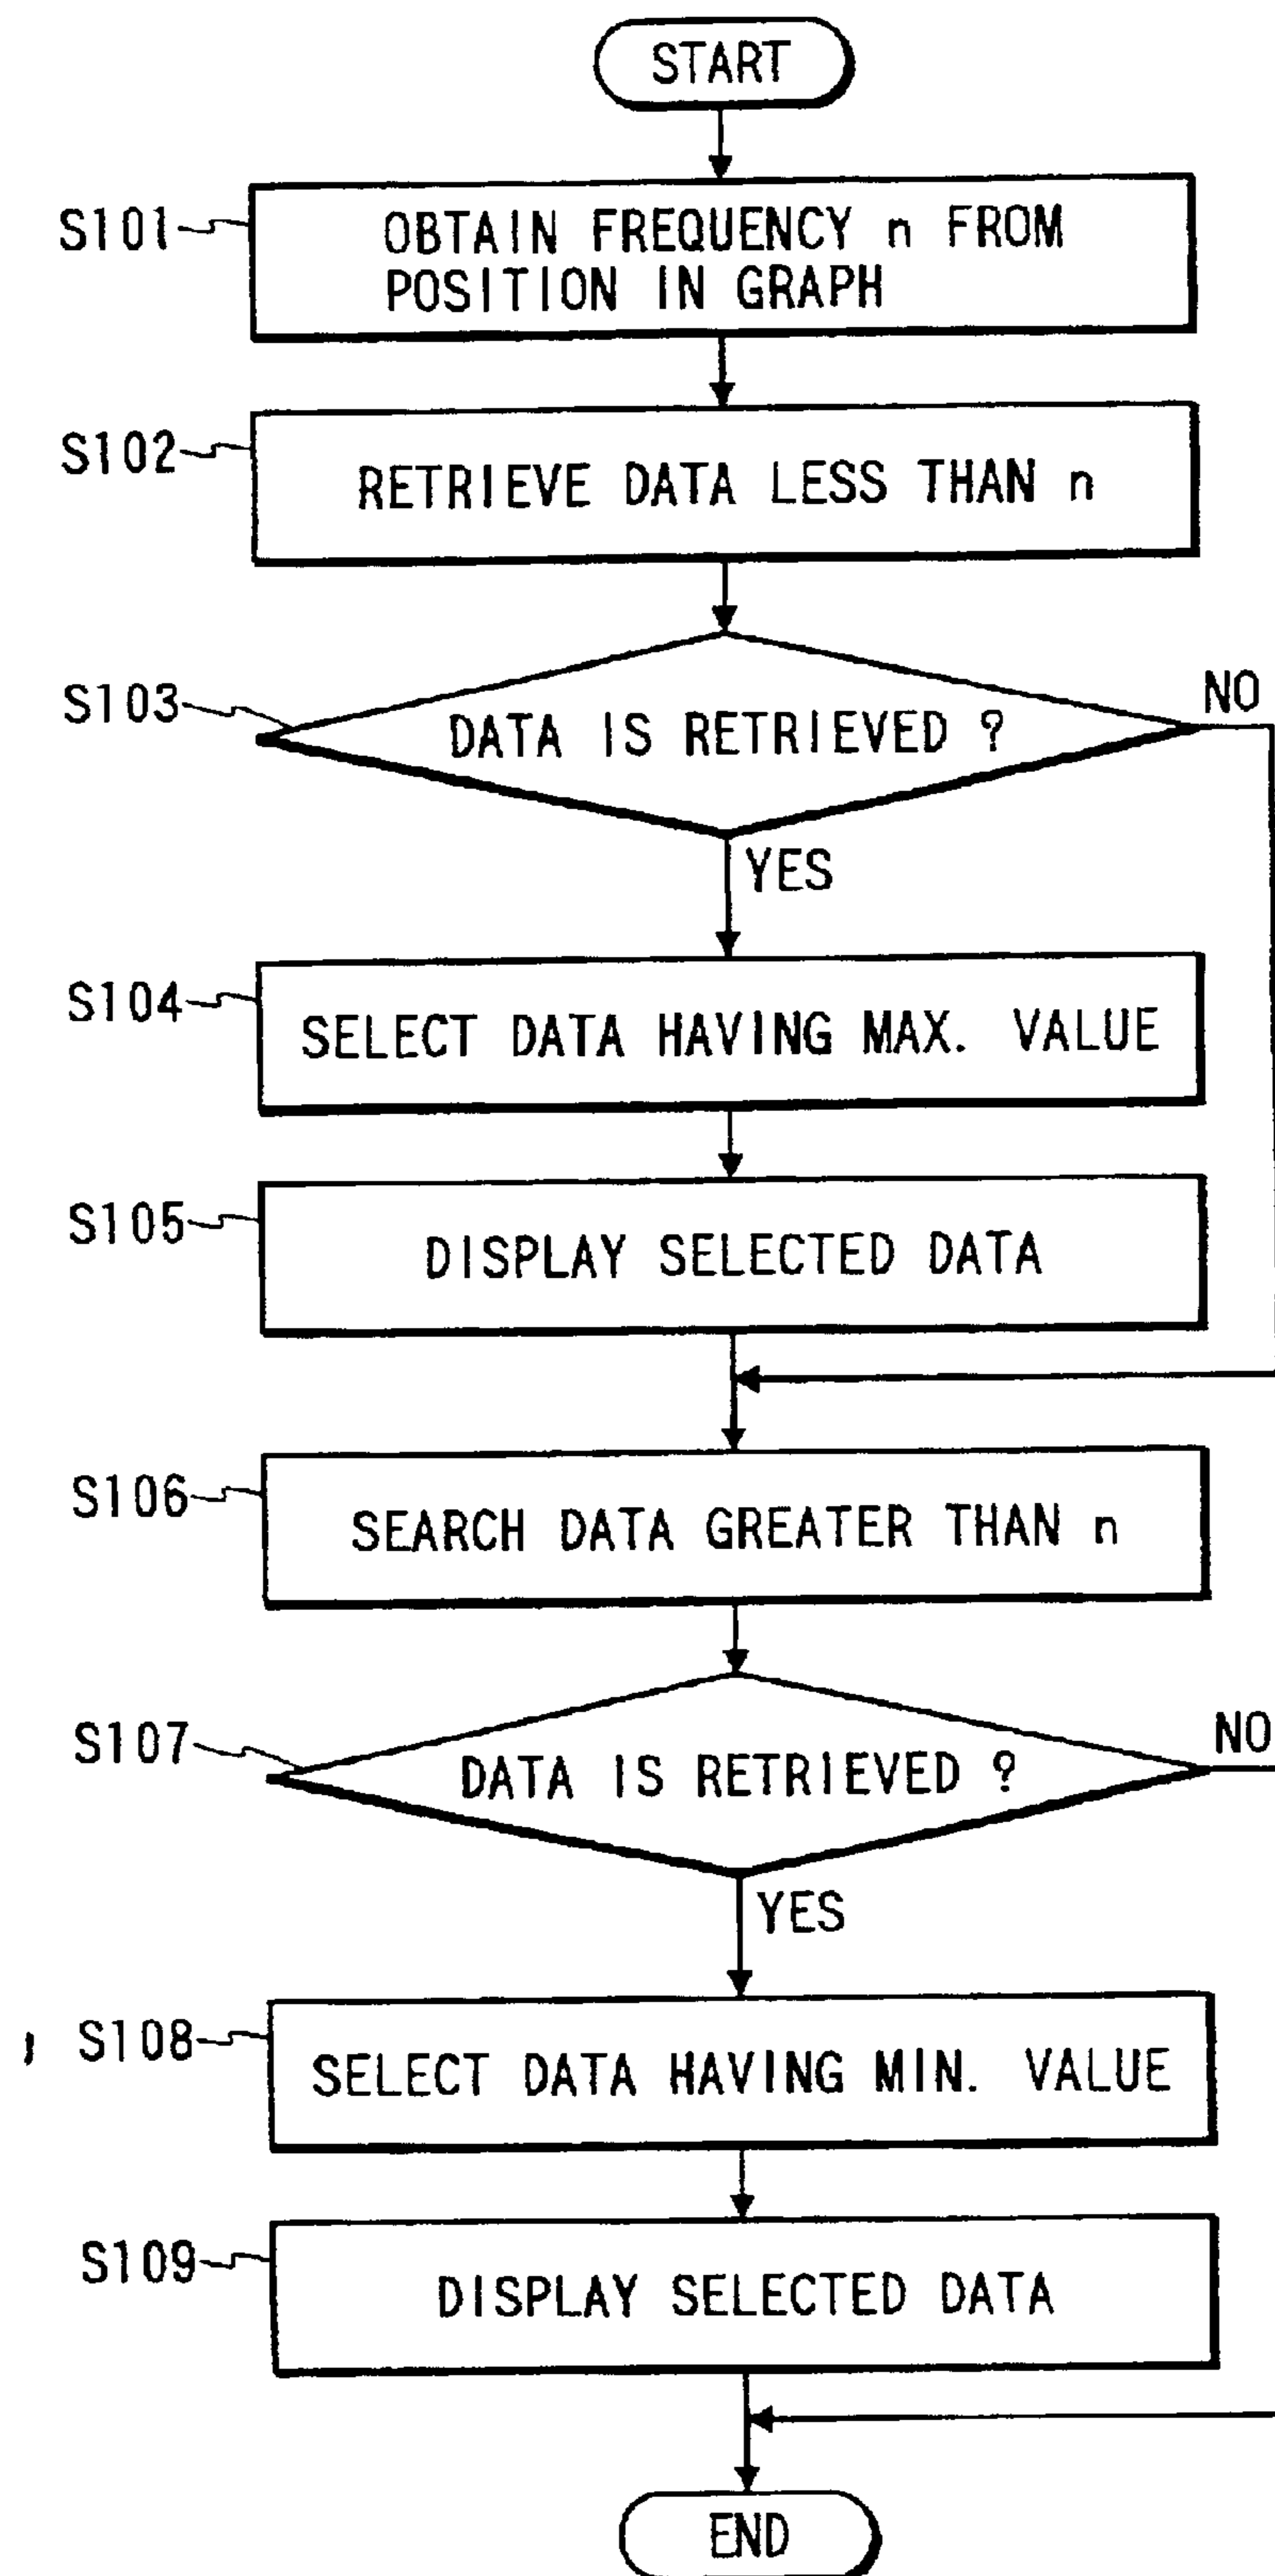 START
S101
OBTAIN FREQUENCY n FROM
POSITION IN GRAPH
S102
RETRIEVE DATA LESS THAN n
S103
DATA IS RETRIEVED ?
NO
YES
S104
SELECT DATA HAVING MAX. VALUE
S105
DISPLAY SELECTED DATA
S106
SEARCH DATA GREATER THAN n
S107
DATA IS RETRIEVED ?
NO
YES
S108
SELECT DATA HAVING MIN. VALUE
S109
DISPLAY SELECTED DATA
END